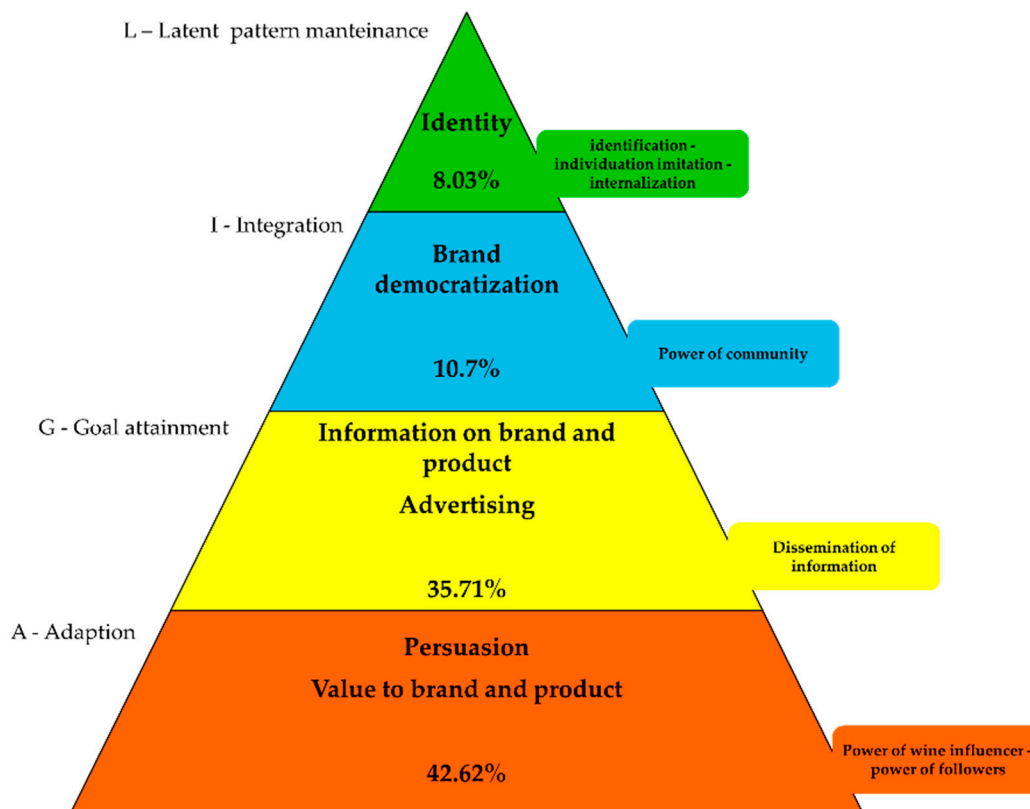 L – Latent pattern manteinance
Identity
8.03%
identification -
individuation imitation -
internalization
I - Integration
Brand
democratization
10.7%
Power of community
G - Goal attainment
Information on brand and
product
Advertising
35.71%
Dissemination of
information
A - Adaption
Persuasion
Value to brand and product
42.62%
Power of wine influencer -
power of followers